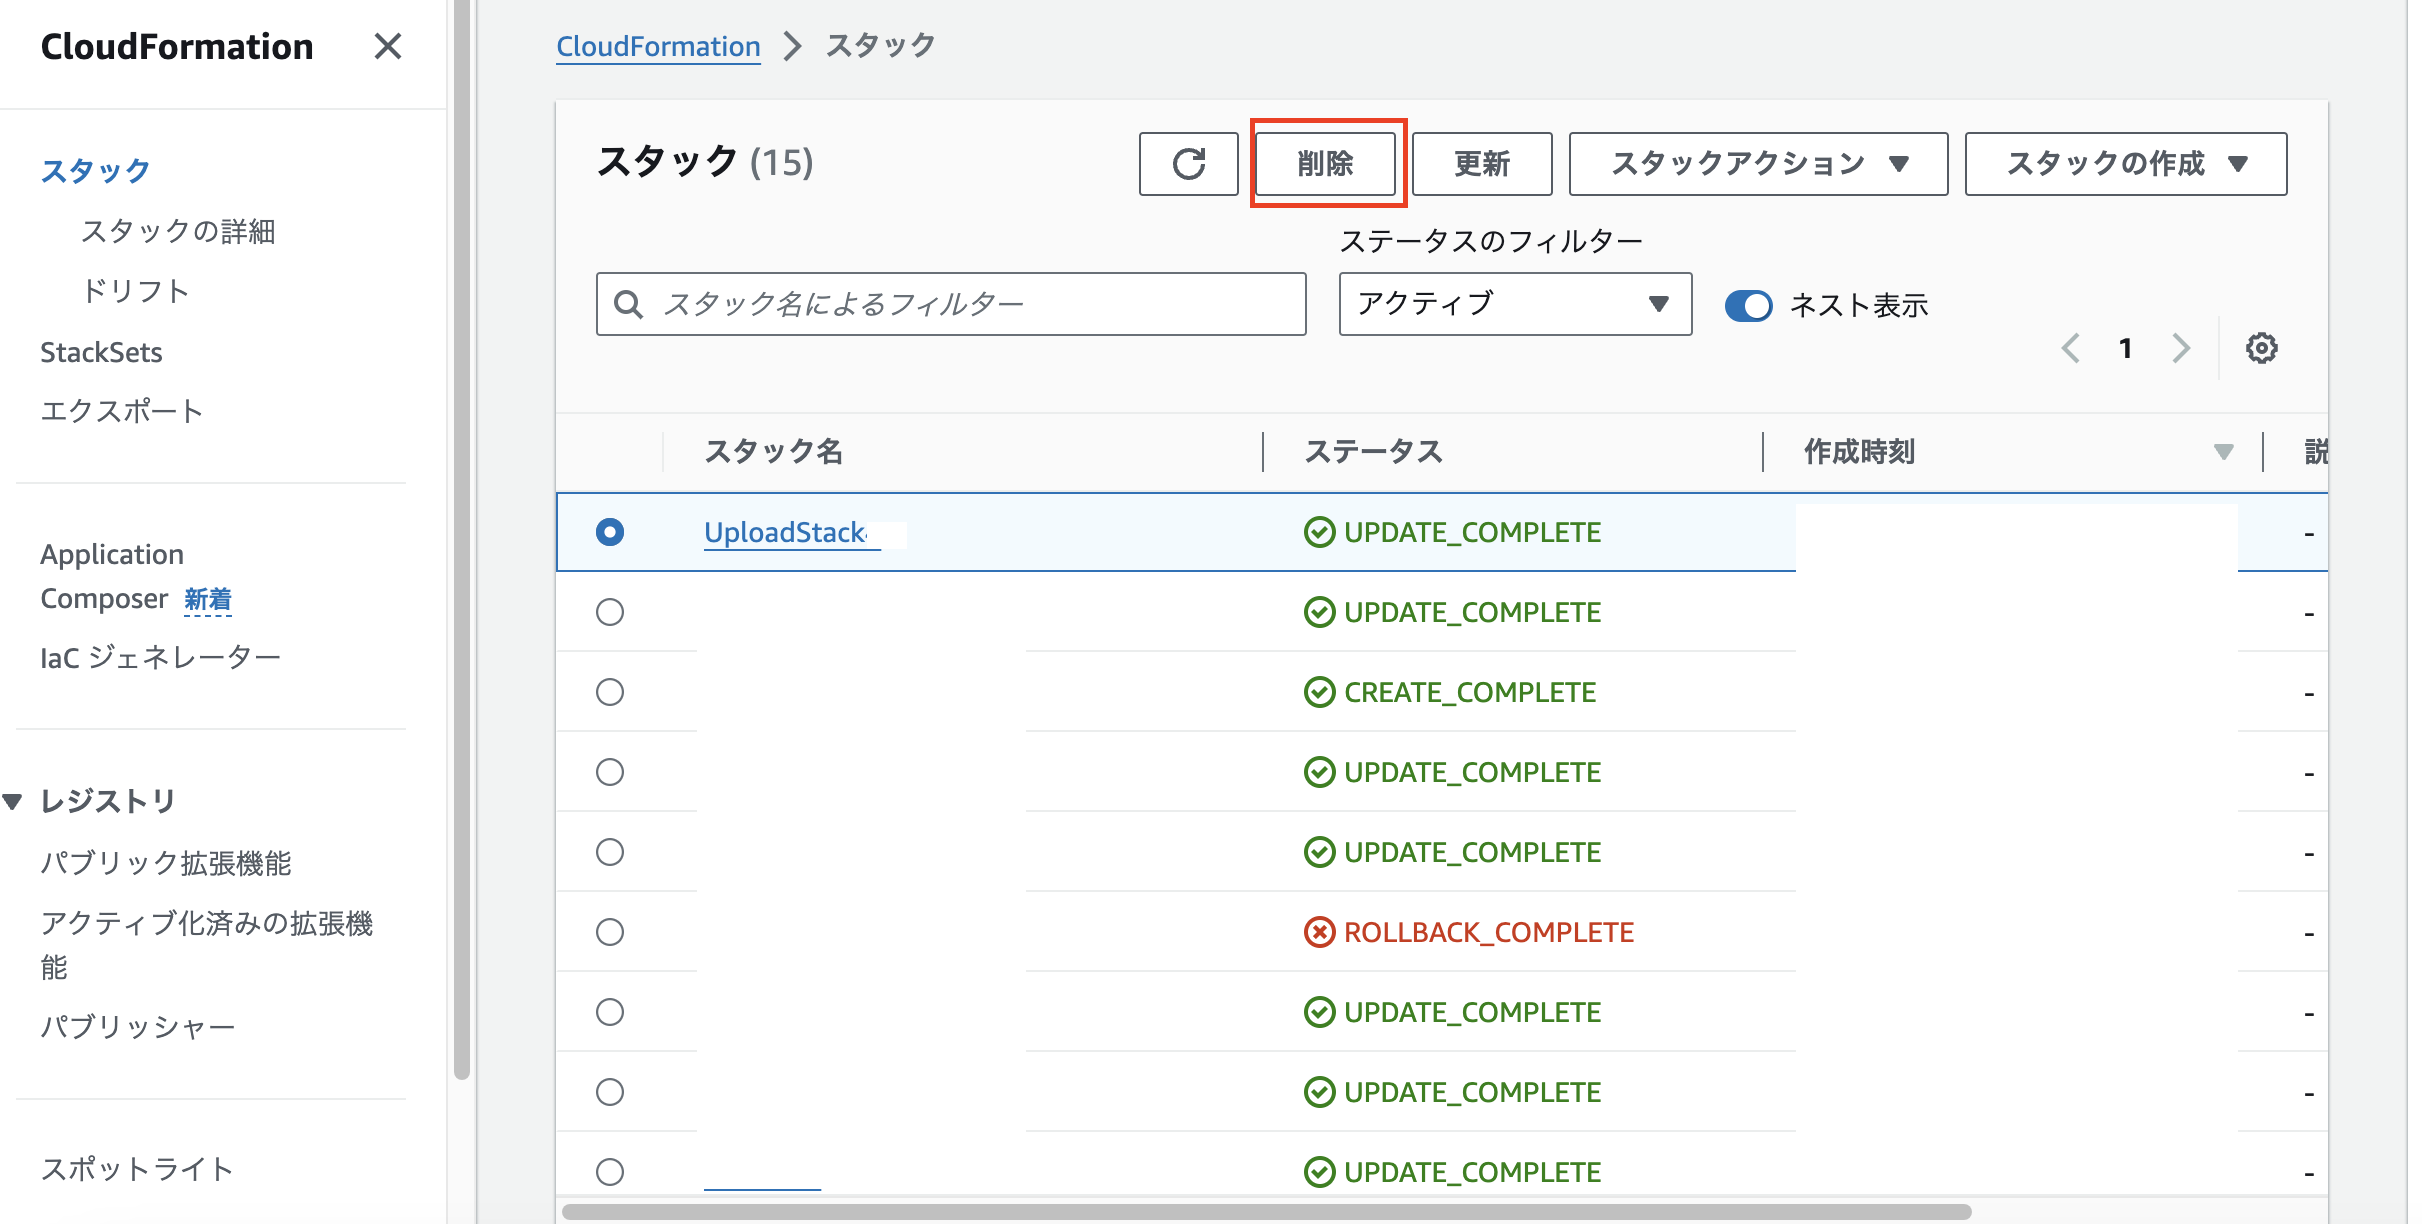 CloudFormation
スタック
スタックの詳細
ドリフト
StackSets
エクスポート
Application
Composer 新着
IaC ジェネレーター
レジストリ
パブリック拡張機能
アクティブ化済みの拡張機
能
パブリッシャー
スポットライト
CloudFormation スタック
スタック (15)
削除
更新
スタックアクション
スタックの作成
ステータスのフィルター
スタック名によるフィルター
アクティブ
ネスト表示
1
スタック名 ステータス 作成時刻 説
UploadStack UPDATE_COMPLETE -
UPDATE_COMPLETE -
CREATE_COMPLETE -
UPDATE_COMPLETE -
UPDATE_COMPLETE -
ROLLBACK_COMPLETE -
UPDATE_COMPLETE -
UPDATE_COMPLETE -
UPDATE_COMPLETE -